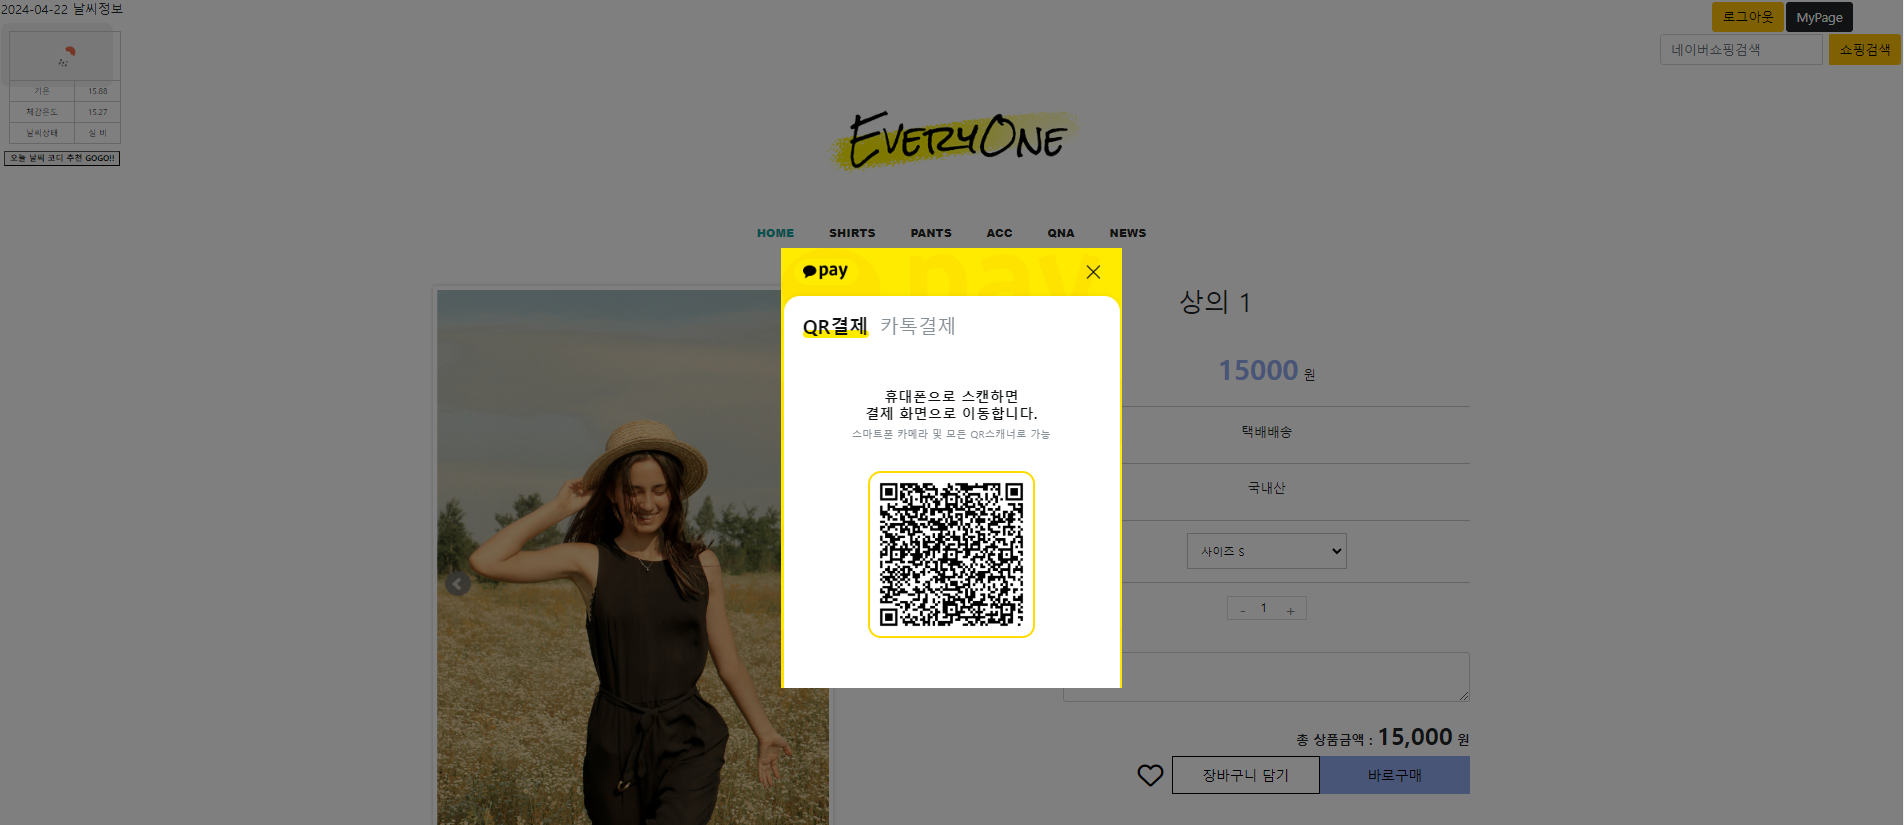 2024-04-22 날씨정보
로그아웃 MyPage
네이버쇼핑검색 쇼핑검색
기온 15.88
체감온도 15.27
날씨상태 실 비
오늘 날씨 코디 추천 GOGO!!
EVERYONE
HOME SHIRTS PANTS ACC QNA NEWS
pay
pay
QR결제 카톡결제
휴대폰으로 스캔하면
결제 화면으로 이동합니다.
스마트폰 카메라 및 모든 QR스캐너로 가능
상의 1
15000 원
택배배송
국내산
사이즈 S
- 1 +
총 상품금액 : 15,000 원
장바구니 담기 바로구매